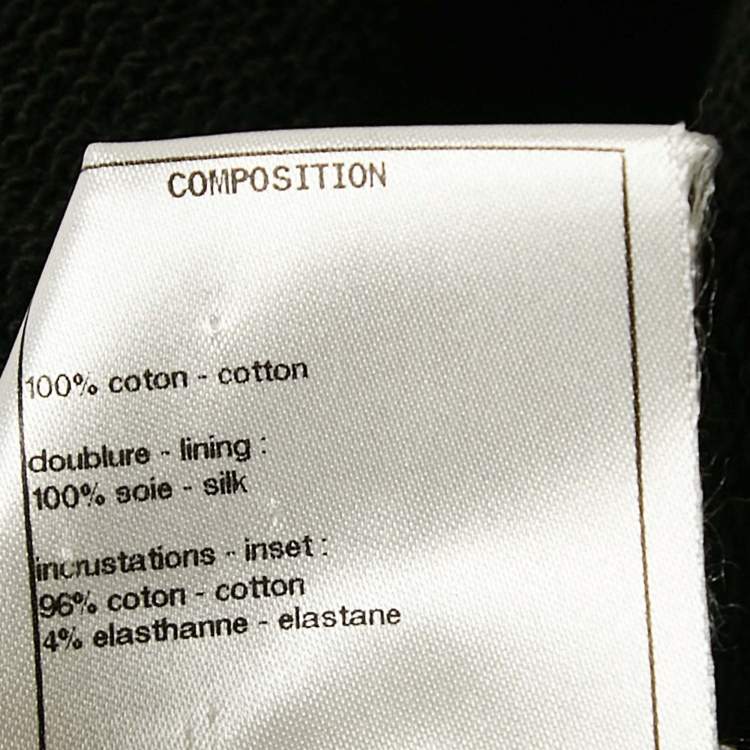 COMPOSITION
100% coton - cotton
doublure - lining :
100% soie - silk
incrustations - inset :
96% coton - cotton
4% elasthanne - elastane